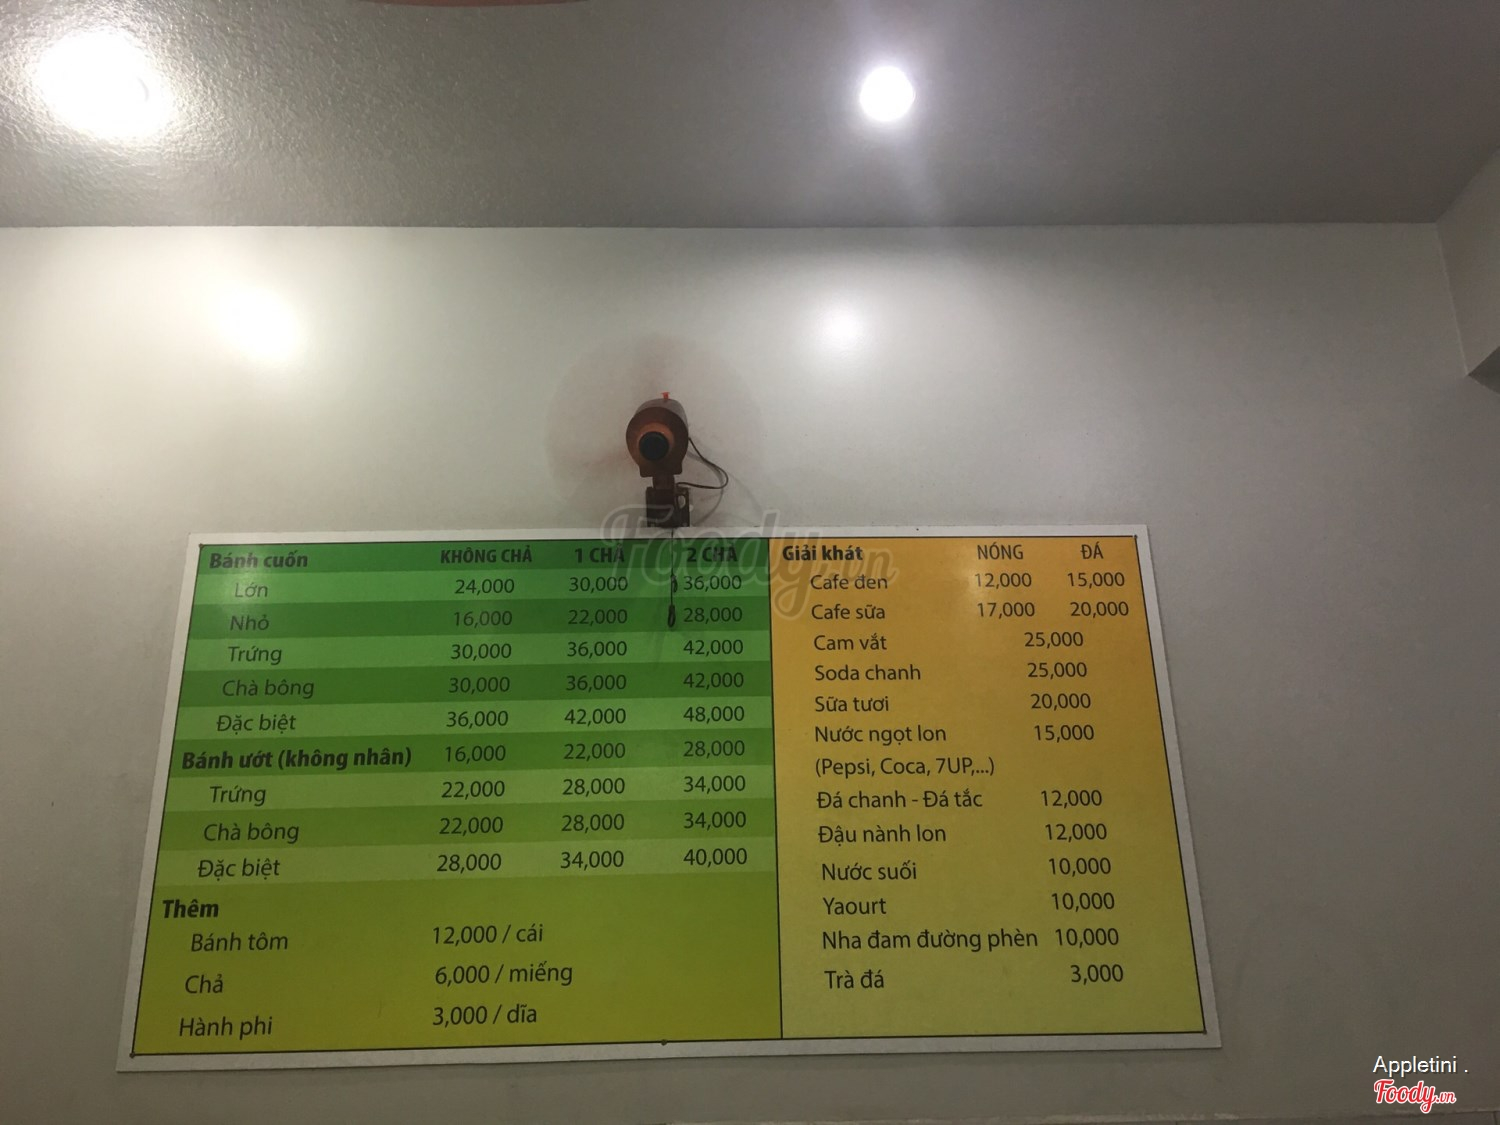 Bánh cuốn KHÔNG CHẢ 1 CHẢ 2 CHẢ
Lớn 24,000 30,000 36,000
Nhỏ 16,000 22,000 28,000
Trứng 30,000 36,000 42,000
Chà bông 30,000 36,000 42,000
Đặc biệt 36,000 42,000 48,000
Bánh ướt (không nhân) 16,000 22,000 28,000
Trứng 22,000 28,000 34,000
Chà bông 22,000 28,000 34,000
Đặc biệt 28,000 34,000 40,000
Thêm
Bánh tôm 12,000 / cái
Chả 6,000 / miếng
Hành phi 3,000 / dĩa
Giải khát NÓNG ĐÁ
Cafe đen 12,000 15,000
Cafe sữa 17,000 20,000
Cam vắt 25,000
Soda chanh 25,000
Sữa tươi 20,000
Nước ngọt lon 15,000
(Pepsi, Coca, 7UP,...)
Đá chanh - Đá tắc 12,000
Đậu nành lon 12,000
Nước suối 10,000
Yaourt 10,000
Nha đam đường phèn 10,000
Trà đá 3,000
Foody.vn
Appletini .
Foody.vn